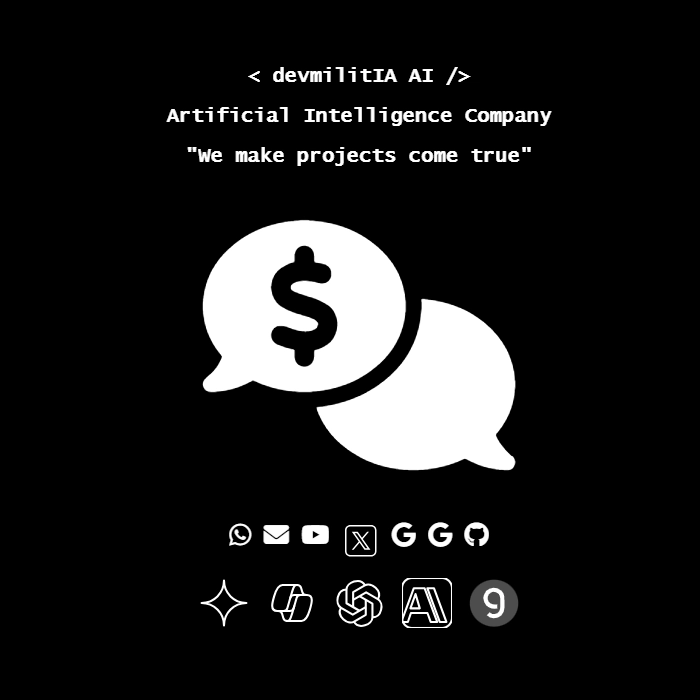 < devmilitIA AI />
Artificial Intelligence Company
"We make projects come true"
$